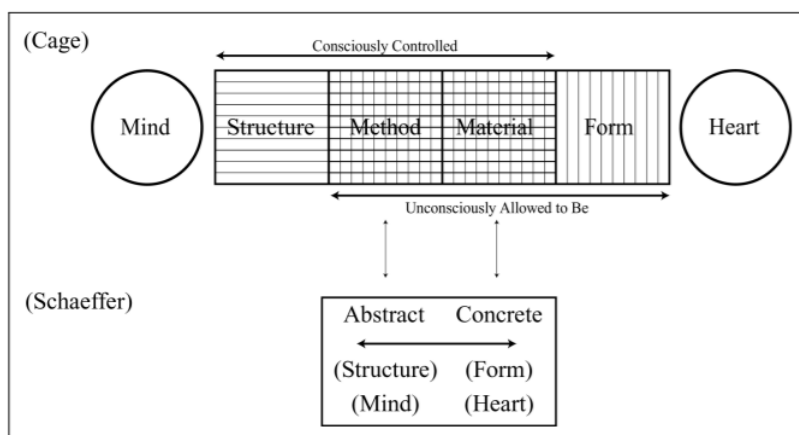 (Cage)
Consciously Controlled
Mind Structure Method Material Form Heart
Unconsciously Allowed to Be
(Schaeffer)
Abstract Concrete
(Structure) (Form)
(Mind) (Heart)